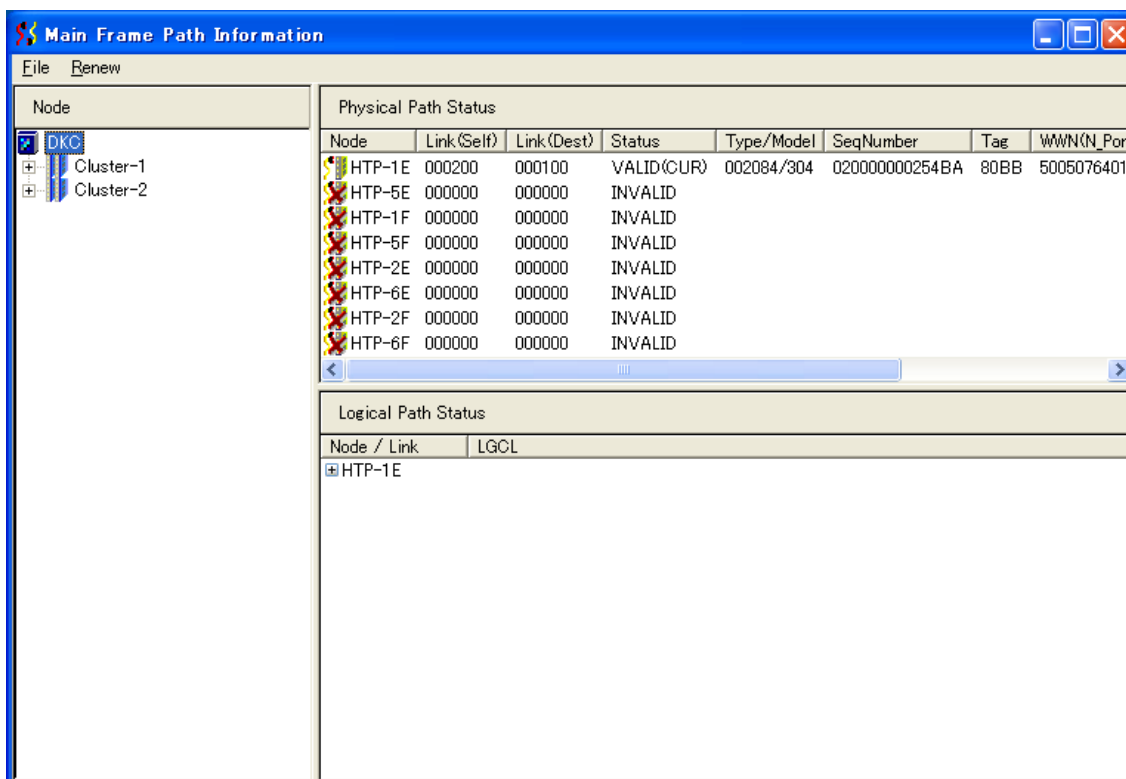 Main Frame Path Information
File Renew
Node
DKC
Cluster-1
Cluster-2
Physical Path Status
Node Link(Self) Link(Dest) Status Type/Model SeqNumber Tag WWN(N_Por
HTP-1E 000200 000100 VALID(CUR) 002084/304 020000000254BA 80BB 5005076401
HTP-5E 000000 000000 INVALID
HTP-1F 000000 000000 INVALID
HTP-5F 000000 000000 INVALID
HTP-2E 000000 000000 INVALID
HTP-6E 000000 000000 INVALID
HTP-2F 000000 000000 INVALID
HTP-6F 000000 000000 INVALID
Logical Path Status
Node / Link LGCL
HTP-1E